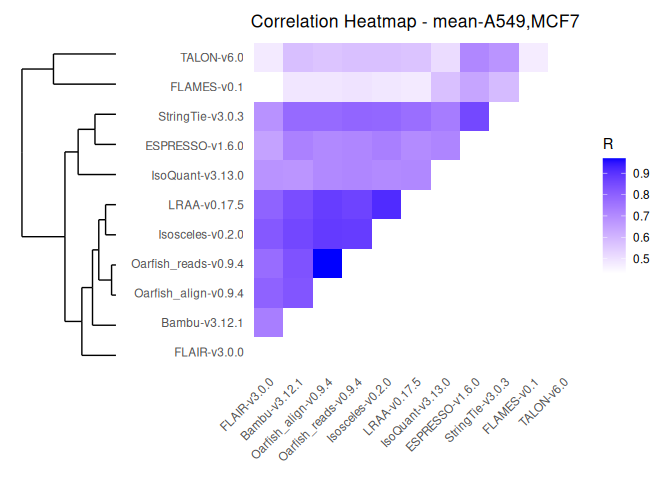 Correlation Heatmap - mean-A549,MCF7
TALON-v6.0
FLAMES-v0.1
StringTie-v3.0.3
ESPRESSO-v1.6.0
IsoQuant-v3.13.0
LRAA-v0.17.5
Isosceles-v0.2.0
Oarfish_reads-v0.9.4
Oarfish_align-v0.9.4
Bambu-v3.12.1
FLAIR-v3.0.0
R
0.9
0.8
0.7
0.6
0.5
FLAIR-v3.0.0
Bambu-v3.12.1
Oarfish_align-v0.9.4
Oarfish_reads-v0.9.4
Isosceles-v0.2.0
LRAA-v0.17.5
IsoQuant-v3.13.0
ESPRESSO-v1.6.0
StringTie-v3.0.3
FLAMES-v0.1
TALON-v6.0